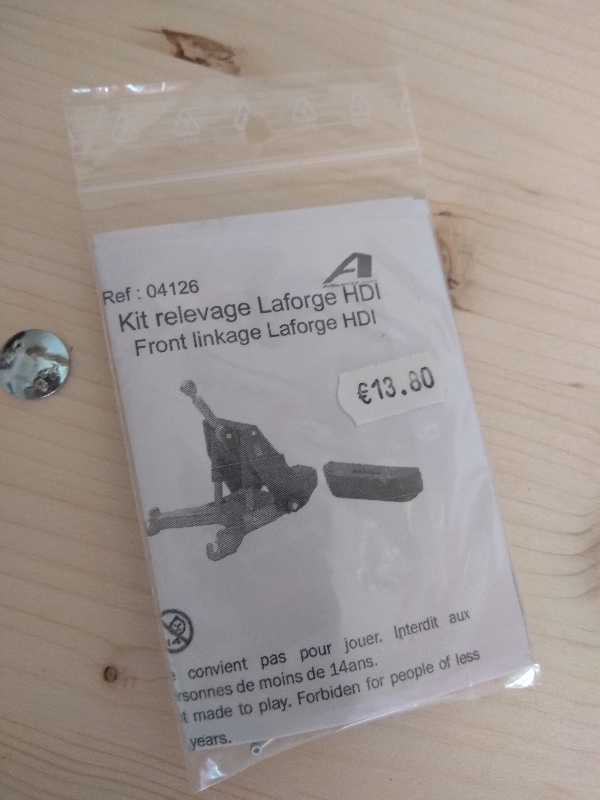 Ref : 04126
Kit relevage Laforge HDI
Front linkage Laforge HDI
€13.80
convient pas pour jouer. Interdit aux
personnes de moins de 14ans.
made to play. Forbiden for people of less
years.